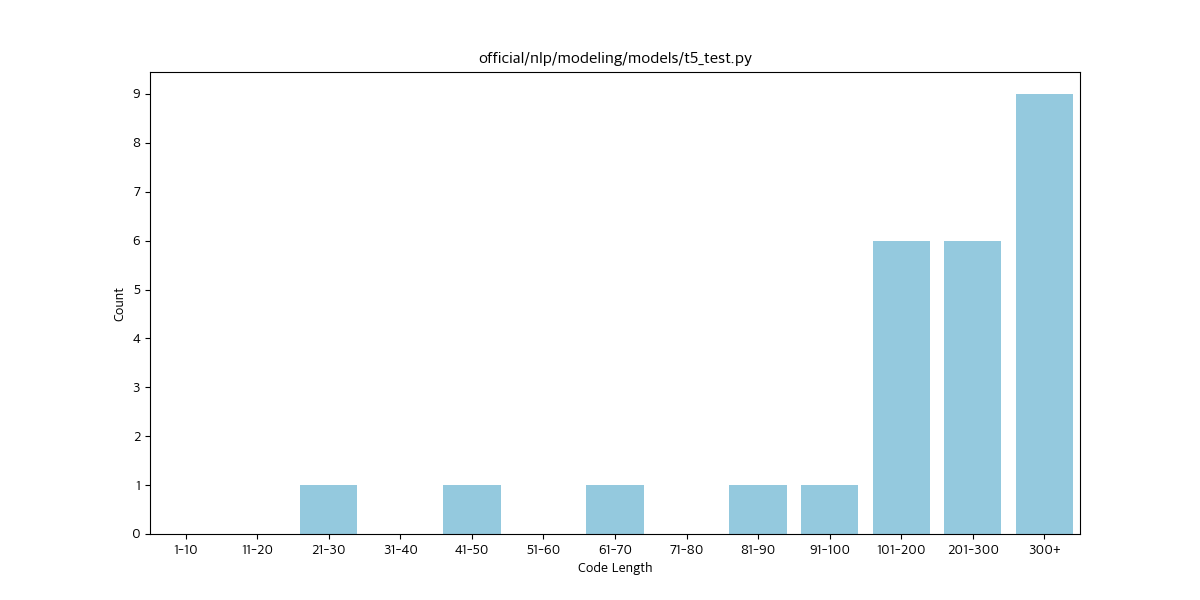 official/nlp/modeling/models/t5_test.py
Count
9
8
7
6
5
4
3
2
1
0
1-10 11-20 21-30 31-40 41-50 51-60 61-70 71-80 81-90 91-100 101-200 201-300 300+
Code Length